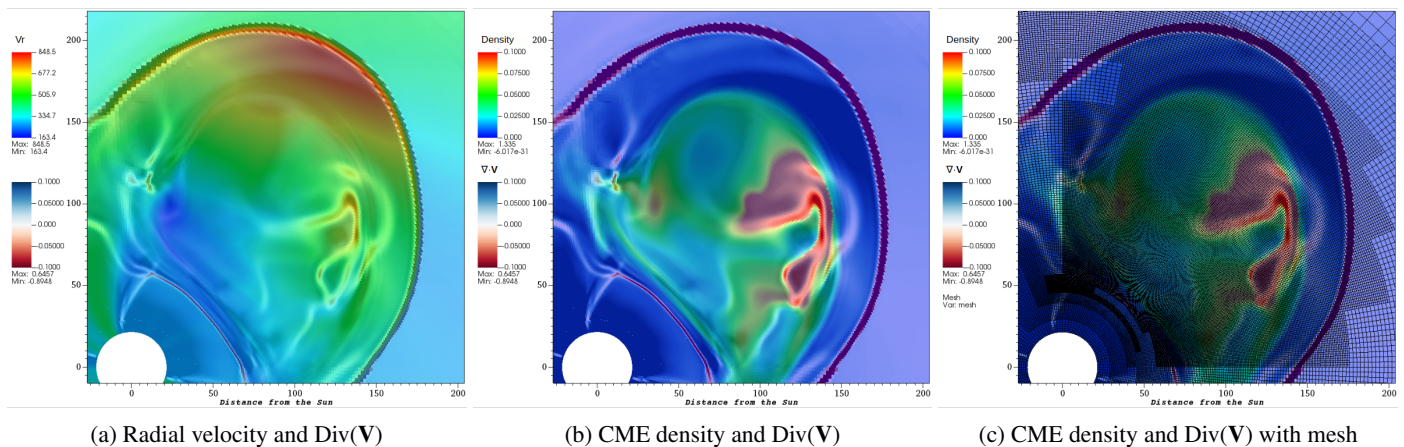 Vr
848.5
677.2
505.9
334.7
163.4
Max: 848.5
Min: 163.4
0.1000
0.05000
0.000
-0.05000
-0.1000
Max: 0.6457
Min: -0.8948
200
150
100
50
0
0 50 100 150 200
Distance from the Sun
(a) Radial velocity and Div(V)
Density
0.1000
0.07500
0.05000
0.02500
0.000
Max: 1.335
Min: -6.017e-31
∇·V
0.1000
0.05000
0.000
-0.05000
-0.1000
Max: 0.6457
Min: -0.8948
200
150
100
50
0
0 50 100 150 200
Distance from the Sun
(b) CME density and Div(V)
Density
0.1000
0.07500
0.05000
0.02500
0.000
Max: 1.335
Min: -6.017e-31
∇·V
0.1000
0.05000
0.000
-0.05000
-0.1000
Max: 0.6457
Min: -0.8948
Mesh
Var: mesh
200
150
100
50
0
0 50 100 150 200
Distance from the Sun
(c) CME density and Div(V) with mesh